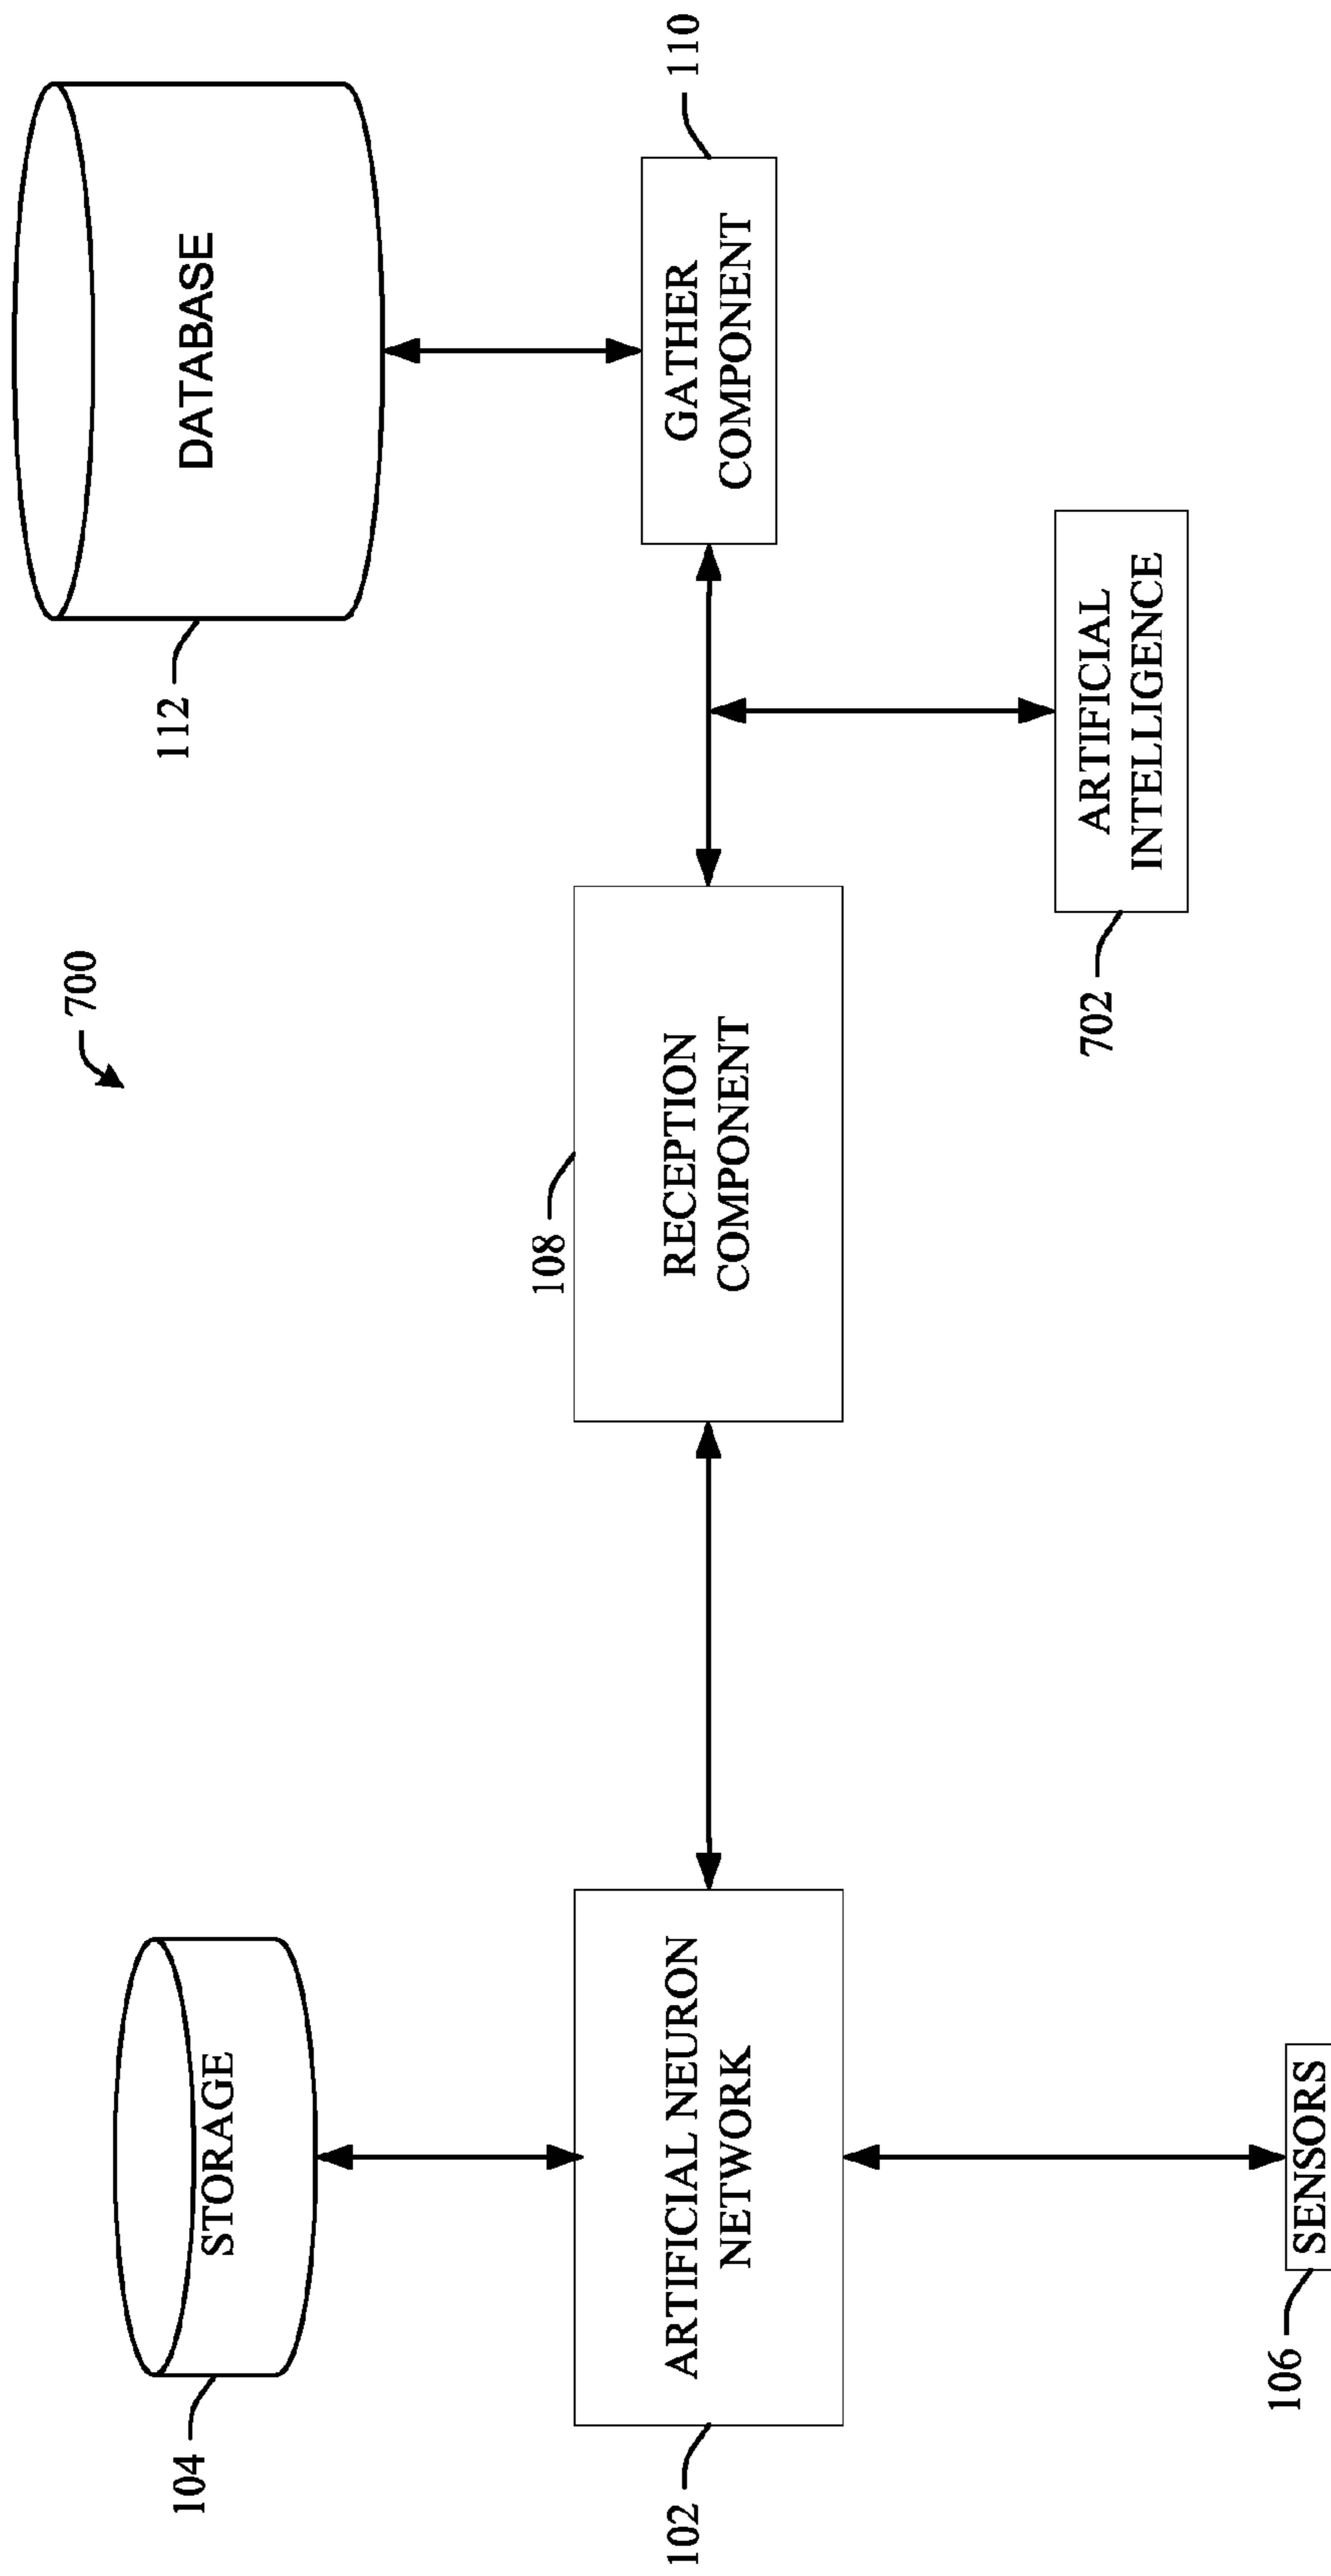 700
104
STORAGE
112
DATABASE
108
102
ARTIFICIAL NEURON
NETWORK
RECEPTION
COMPONENT
GATHER
COMPONENT
110
702
ARTIFICIAL
INTELLIGENCE
106
SENSORS